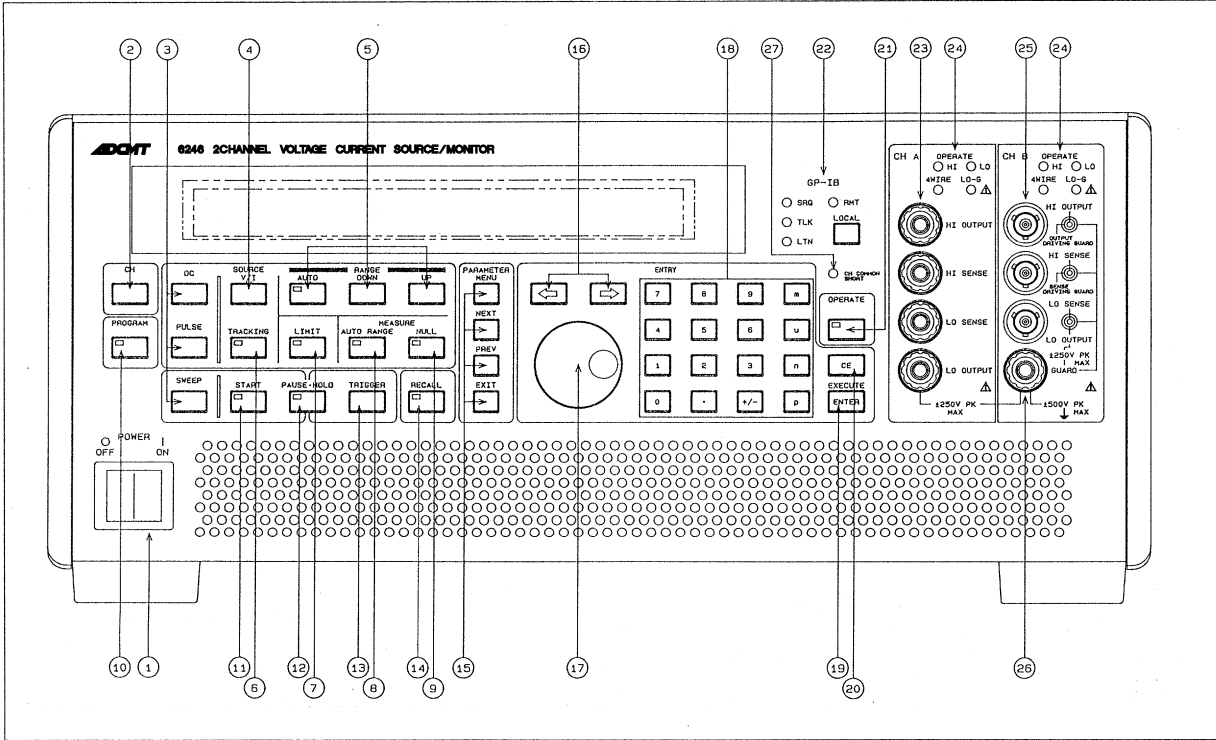 2 3 4 5 16 18 27 22 21 23 24 25 24
ADCMT 6246 2CHANNEL VOLTAGE CURRENT SOURCE/MONITOR
GP-IB
SRQ RMT
TLK LOCAL
LTN
CH COMMON
SHORT
CH
PROGRAM
DC
PULSE
SWEEP
SOURCE
V/I
TRACKING
START
RANGE
AUTO DOWN UP
LIMIT
MEASURE
AUTO RANGE NULL
PAUSE·HOLD
TRIGGER
RECALL
PARAMETER
MENU
NEXT
PREV
EXIT
ENTRY
7 8 9 m
4 5 6 u
1 2 3 n
0 · +/- p
OPERATE
CE
EXECUTE
ENTER
CH A OPERATE
HI LO
4WIRE LO-G
HI OUTPUT
HI SENSE
LO SENSE
LO OUTPUT
±250V PK
MAX
CH B OPERATE
HI LO
4WIRE LO-G
HI OUTPUT
OUTPUT
DRIVING GUARD
HI SENSE
SENSE
DRIVING GUARD
LO SENSE
LO OUTPUT
±250V PK
MAX
GUARD
±500V PK
MAX
POWER
OFF ON
10 1 11 6 12 7 13 8 14 9 15 17 19 20 26